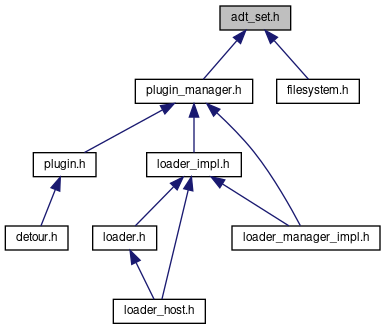 adt_set.h
plugin_manager.h
filesystem.h
plugin.h
loader_impl.h
detour.h
loader.h
loader_manager_impl.h
loader_host.h